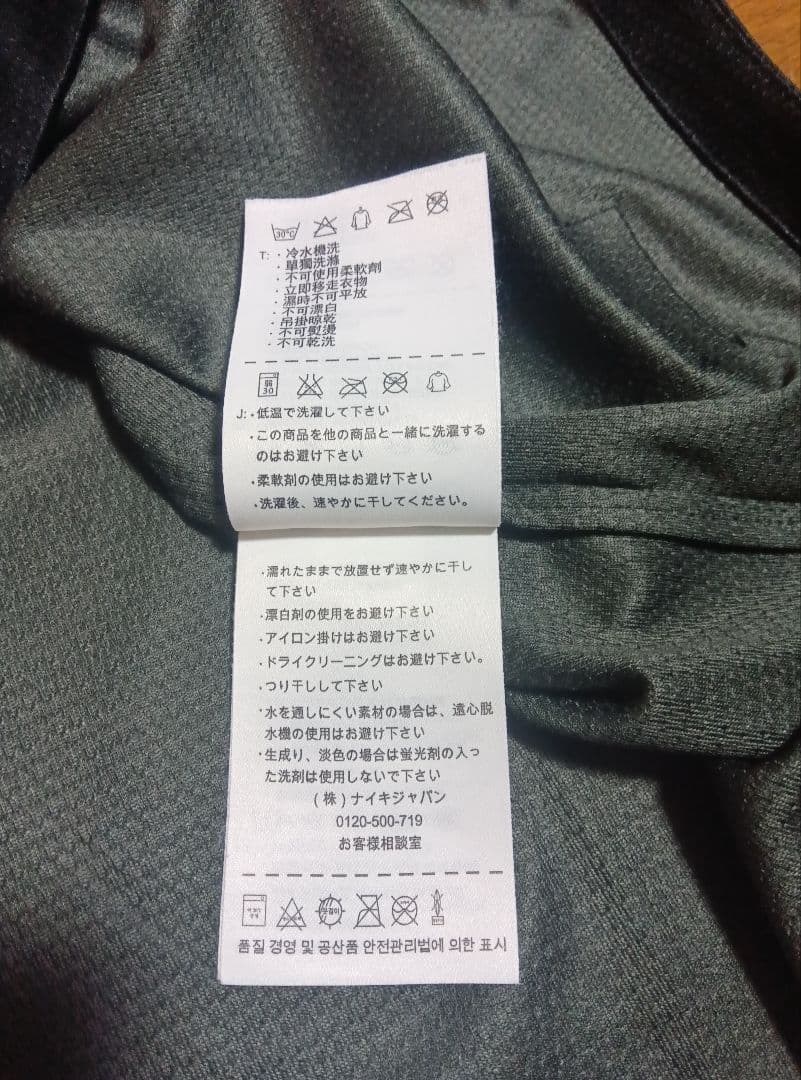 30°C
T: ・冷水機洗
・單獨洗滌
・不可使用柔軟劑
・立即移走衣物
・濕時不可平放
・不可漂白
・吊掛晾乾
・不可熨燙
・不可乾洗
弱
30
J: ・低温で洗濯して下さい
・この商品を他の商品と一緒に洗濯する
のはお避け下さい
・柔軟剤の使用はお避け下さい
・洗濯後、速やかに干してください。
・濡れたままで放置せず速やかに干し
て下さい
・漂白剤の使用をお避け下さい
・アイロン掛けはお避け下さい
・ドライクリーニングはお避け下さい。
・つり干しして下さい
・水を通しにくい素材の場合は、遠心脱
水機の使用はお避け下さい
・生成り、淡色の場合は蛍光剤の入っ
た洗剤は使用しないで下さい
(株)ナイキジャパン
0120-500-719
お客様相談室
품질 경영 및 공산품 안전관리법에 의한 표시